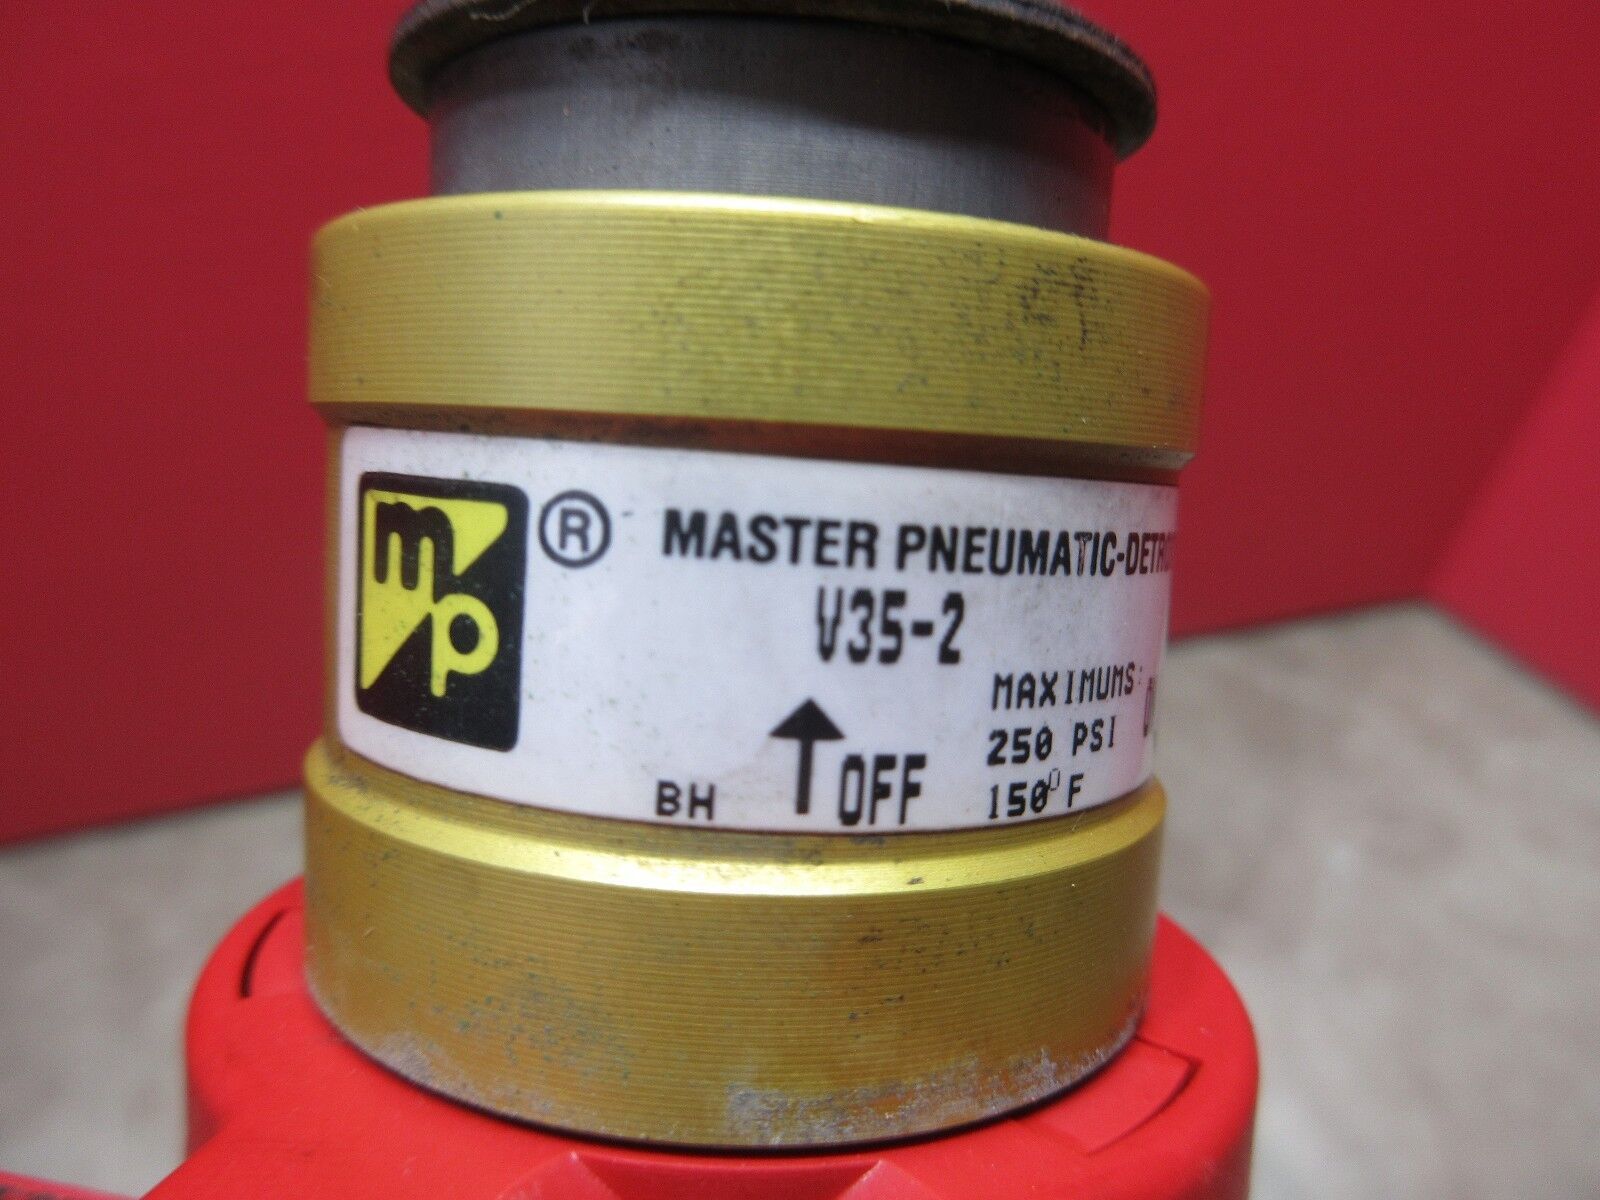 mp ® MASTER PNEUMATIC-DETRO
V35-2
MAXIMUMS:
250 PSI
BH OFF 150° F